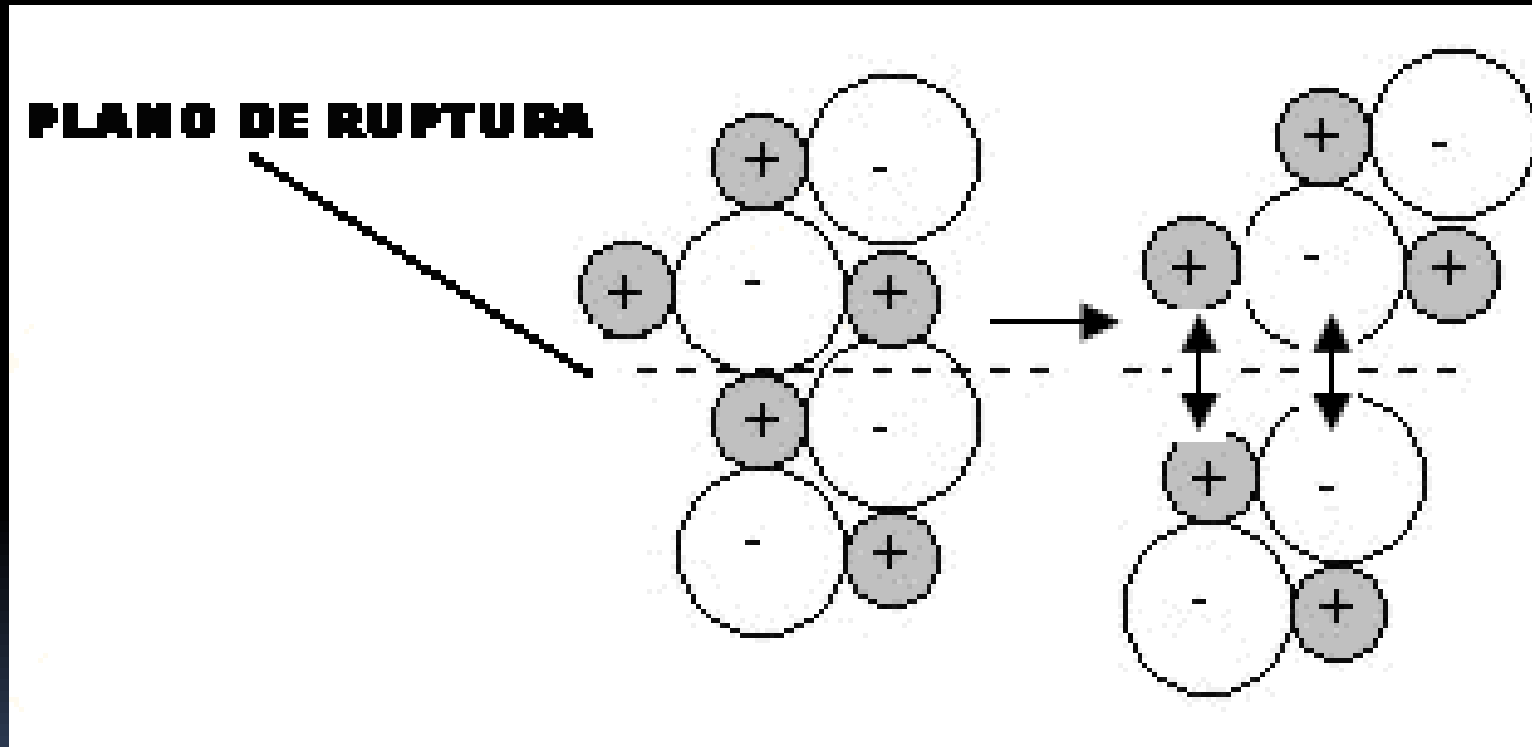 PLANO DE RUPTURA
+ -
+ -
+ - +
+ - +
+ -
+ -
- +
- +